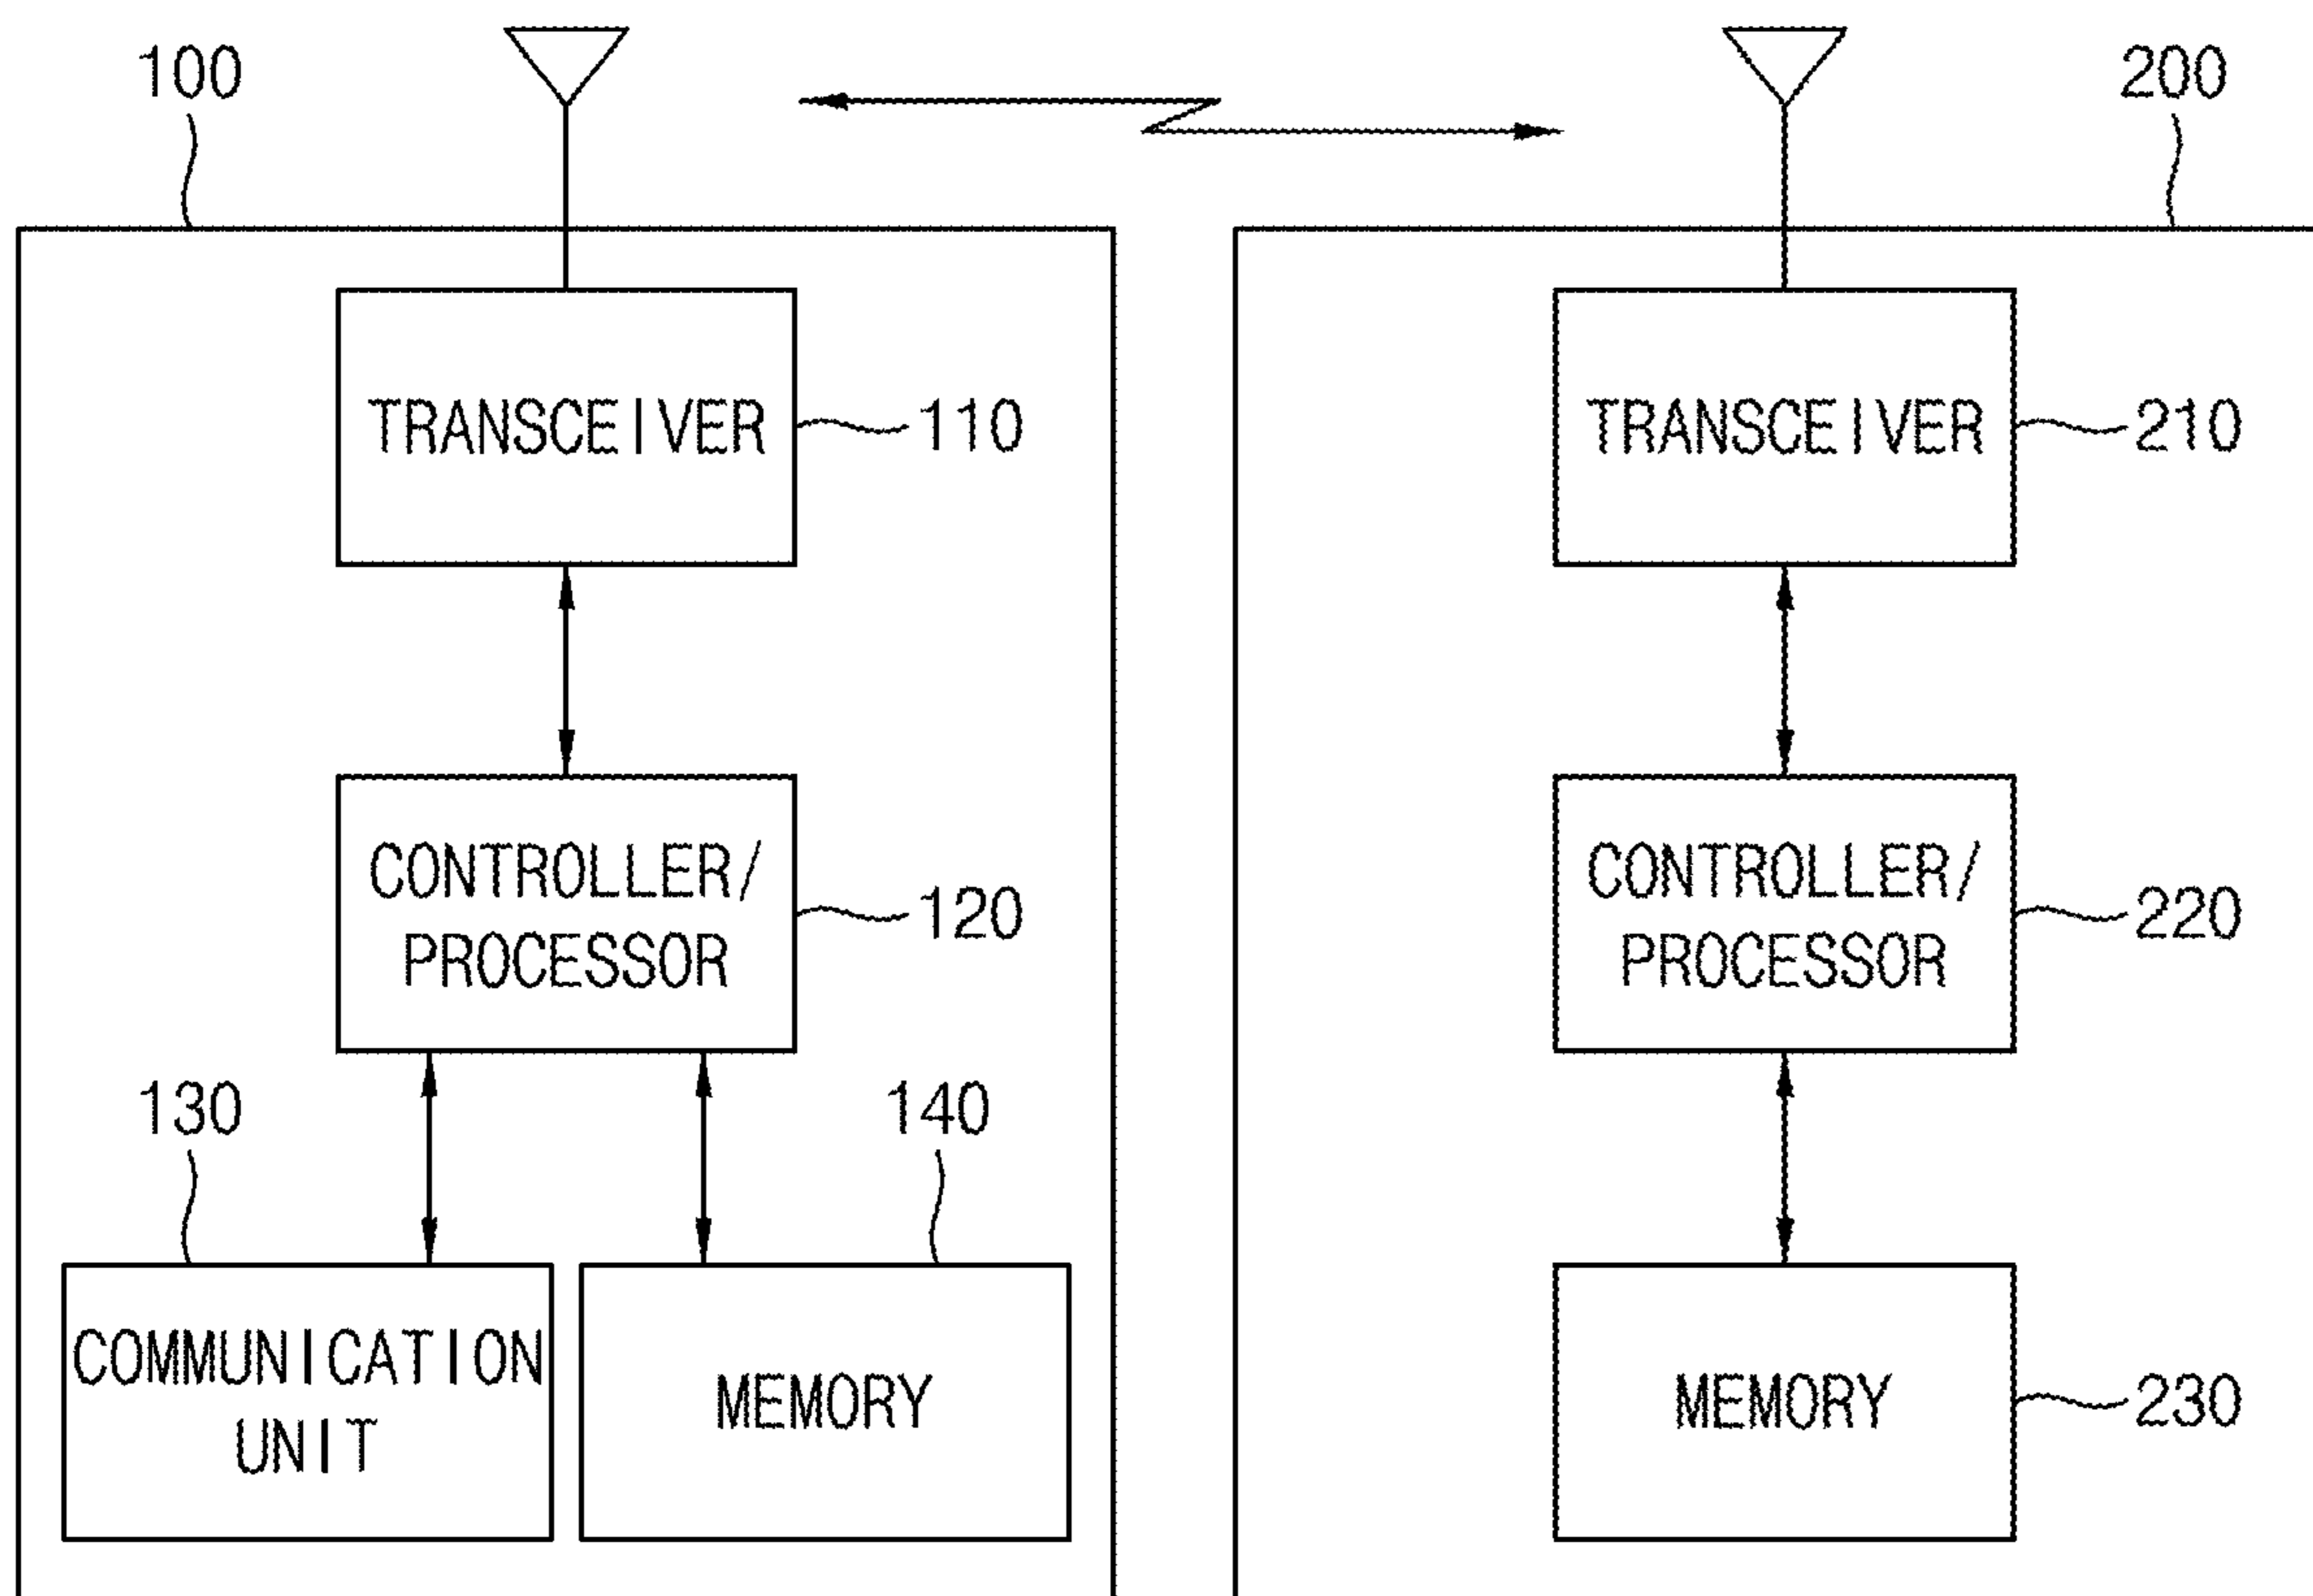 100
200
TRANSCEIVER
110
TRANSCEIVER
210
CONTROLLER/
PROCESSOR
120
CONTROLLER/
PROCESSOR
220
130
140
COMMUNICATION
UNIT
MEMORY
MEMORY
230